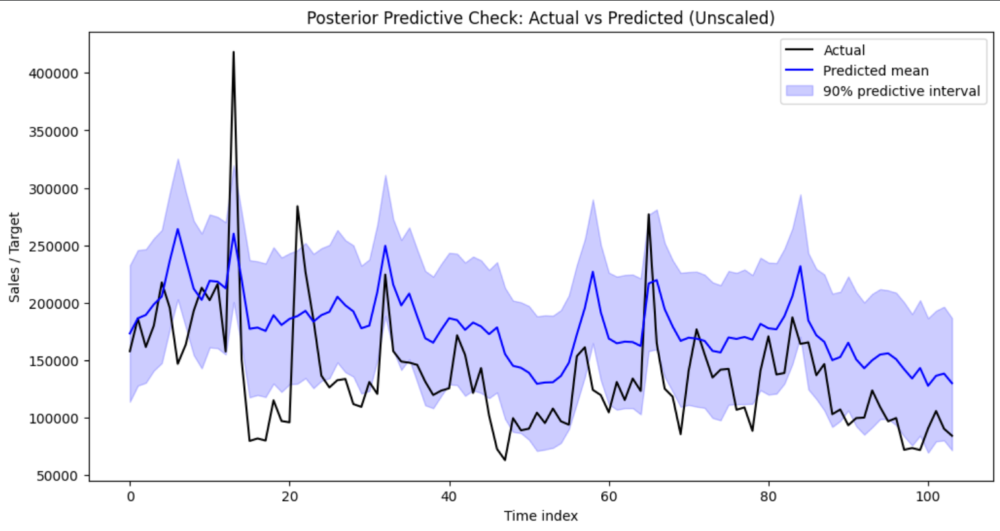 Posterior Predictive Check: Actual vs Predicted (Unscaled)
Actual
Predicted mean
90% predictive interval
Sales / Target
400000
350000
300000
250000
200000
150000
100000
50000
0
20
40
60
80
100
Time index